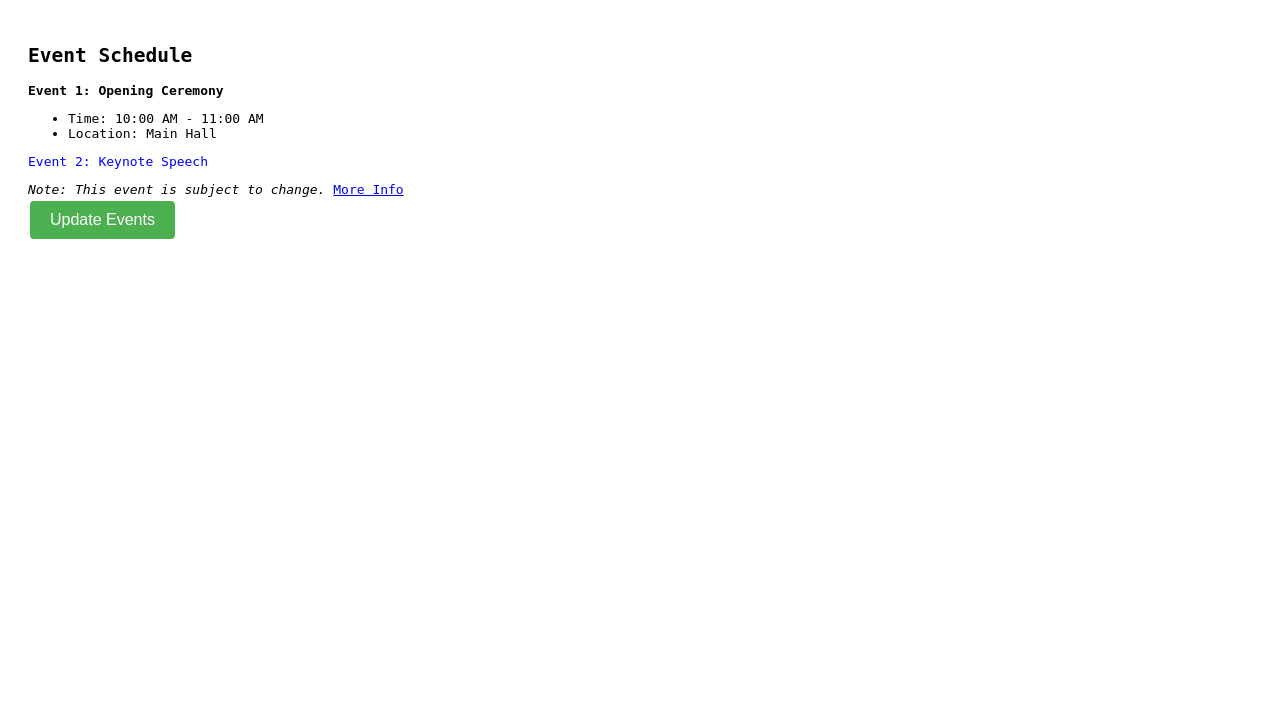 Event Schedule
Event 1: Opening Ceremony
Time: 10:00 AM - 11:00 AM
Location: Main Hall
Event 2: Keynote Speech
Note: This event is subject to change. More Info
Update Events